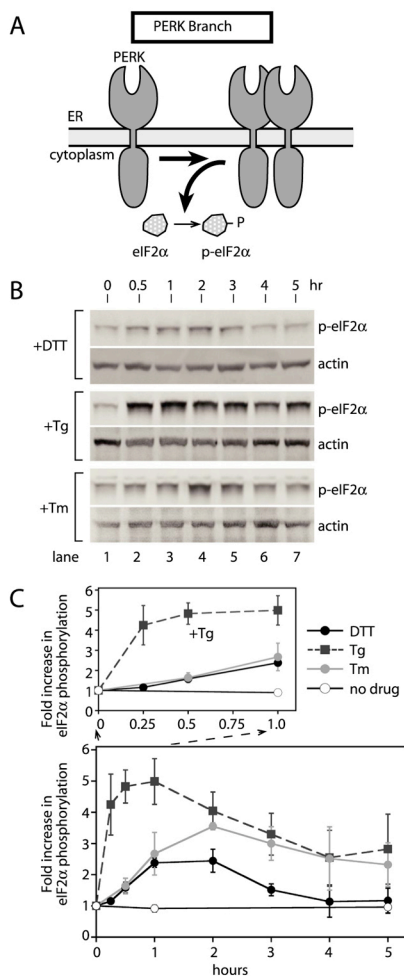 A
PERK Branch
PERK
ER
cytoplasm
P
eIF2α
p-eIF2α
B
0 0.5 1 2 3 4 5 hr
+DTT
p-eIF2α
actin
+Tg
p-eIF2α
actin
+Tm
p-eIF2α
actin
lane 1 2 3 4 5 6 7
C
Fold increase in
eIF2α phosphorylation
6
5
4
3
2
1
0
+Tg
0 0.25 0.5 0.75 1.0
DTT
Tg
Tm
no drug
Fold increase in
eIF2α phosphorylation
6
5
4
3
2
1
0
0 1 2 3 4 5
hours